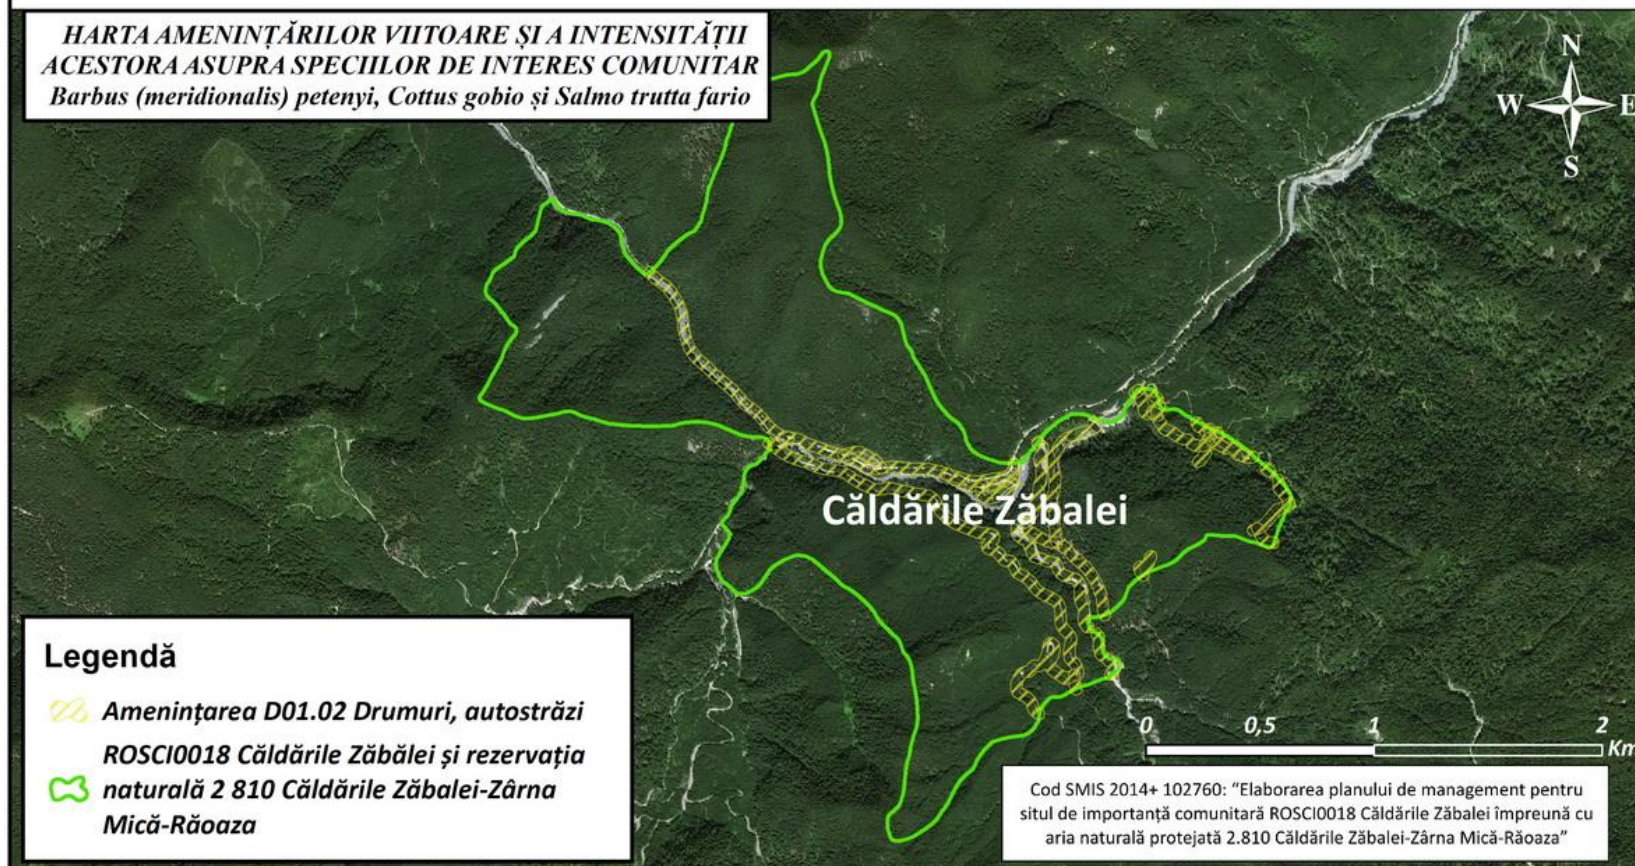 HARTA AMENINȚĂRILOR VIITOARE ȘI A INTENSITĂȚII
ACESTORA ASUPRA SPECIILOR DE INTERES COMUNITAR
Barbus (meridionalis) petenyi, Cottus gobio și Salmo trutta fario
N
W E
S
Căldările Zăbalei
Legendă
Amenințarea D01.02 Drumuri, autostrăzi
ROSCI0018 Căldările Zăbălei și rezervația
naturală 2 810 Căldările Zăbalei-Zârna
Mică-Răoaza
0 0,5 1 2
Km
Cod SMIS 2014+ 102760: “Elaborarea planului de management pentru
situl de importanță comunitară ROSCI0018 Căldările Zăbalei împreună cu
aria naturală protejată 2.810 Căldările Zăbalei-Zârna Mică-Răoaza”